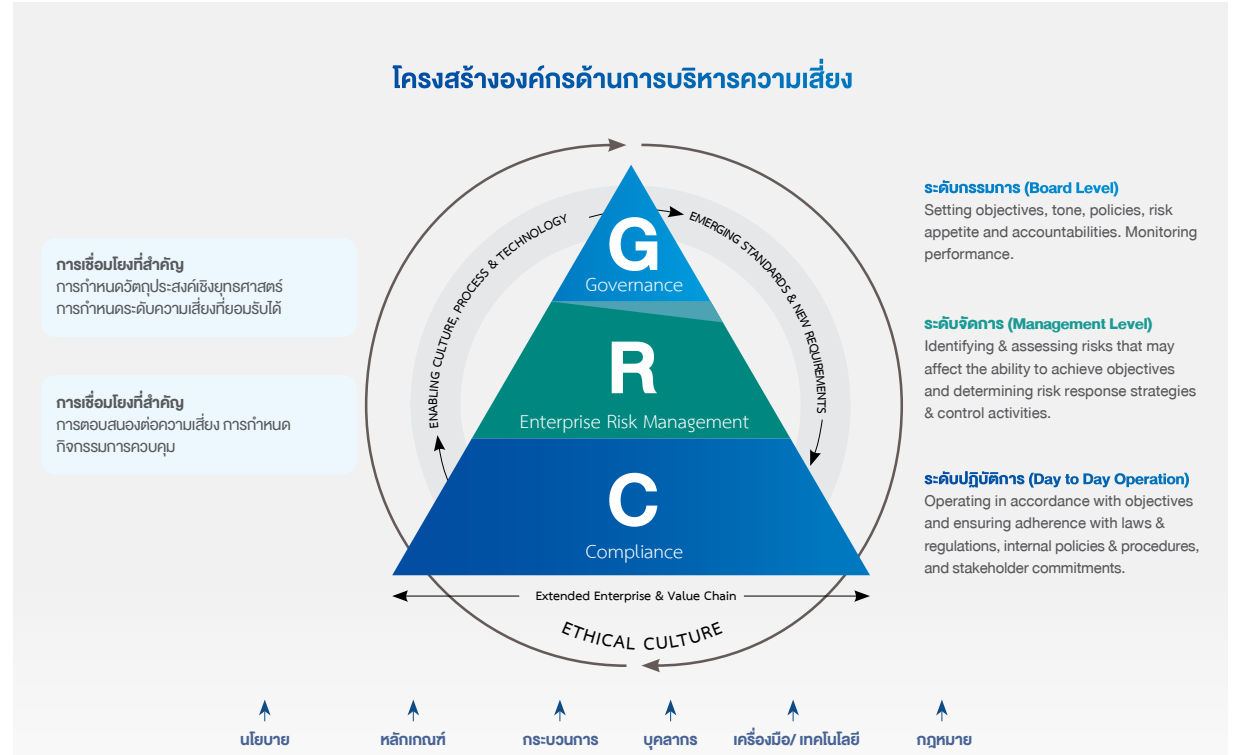 โครงสร้างองค์กรด้านการบริหารความเสี่ยง
การเชื่อมโยงที่สำคัญ
การกำหนดวัตถุประสงค์เชิงยุทธศาสตร์
การกำหนดระดับความเสี่ยงที่ยอมรับได้
การเชื่อมโยงที่สำคัญ
การตอบสนองต่อความเสี่ยง การกำหนด
กิจกรรมการควบคุม
ENABLING CULTURE, PROCESS & TECHNOLOGY
EMERGING STANDARDS & NEW REQUIREMENTS
G
Governance
R
Enterprise Risk Management
C
Compliance
Extended Enterprise & Value Chain
ETHICAL CULTURE
ระดับกรรมการ (Board Level)
Setting objectives, tone, policies, risk
appetite and accountabilities. Monitoring
performance.
ระดับจัดการ (Management Level)
Identifying & assessing risks that may
affect the ability to achieve objectives
and determining risk response strategies
& control activities.
ระดับปฏิบัติการ (Day to Day Operation)
Operating in accordance with objectives
and ensuring adherence with laws &
regulations, internal policies & procedures,
and stakeholder commitments.
นโยบาย
หลักเกณฑ์
กระบวนการ
บุคลากร
เครื่องมือ/ เทคโนโลยี
กฎหมาย